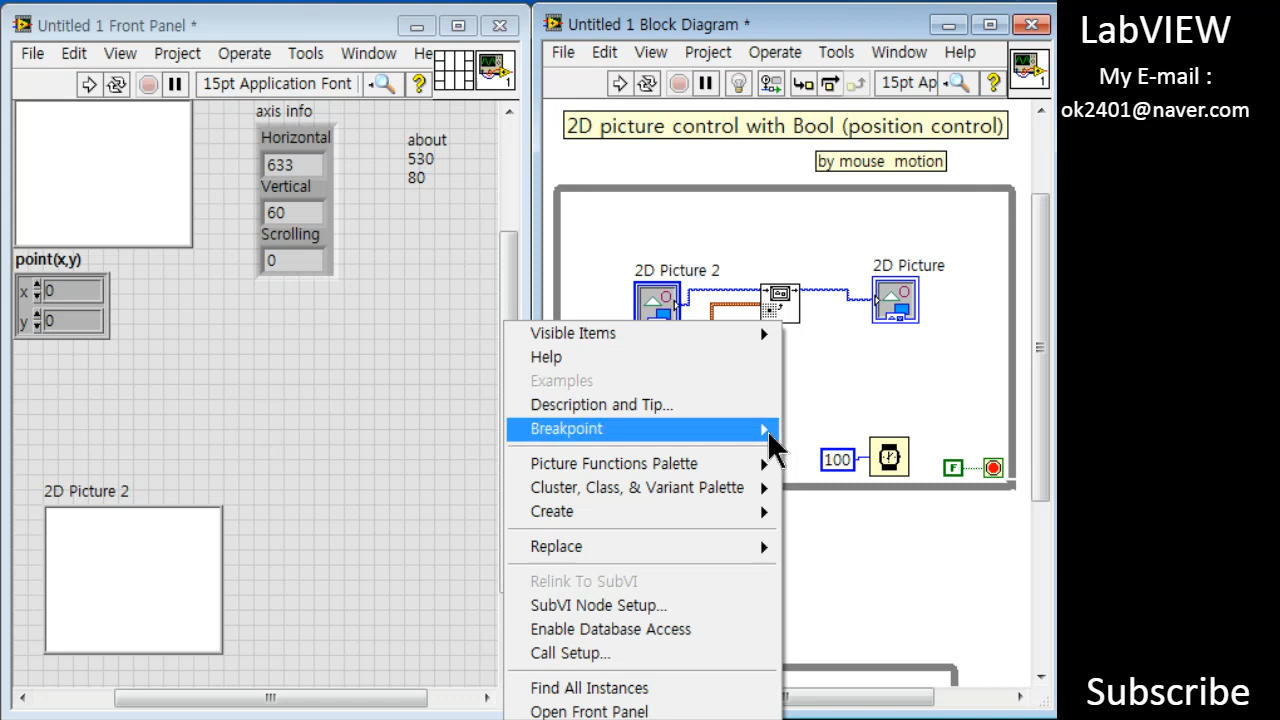 Untitled 1 Front Panel *
File Edit View Project Operate Tools Window He
15pt Application Font
1
axis info
Horizontal
633
Vertical
60
Scrolling
0
about
530
80
point(x,y)
x 0
y 0
2D Picture 2
Untitled 1 Block Diagram *
File Edit View Project Operate Tools Window Help
15pt Ap
1
2D picture control with Bool (position control)
by mouse motion
2D Picture 2
2D Picture
100
F
Visible Items
Help
Examples
Description and Tip...
Breakpoint
Picture Functions Palette
Cluster, Class, & Variant Palette
Create
Replace
Relink To SubVI
SubVI Node Setup...
Enable Database Access
Call Setup...
Find All Instances
Open Front Panel
LabVIEW
My E-mail :
ok2401@naver.com
Subscribe